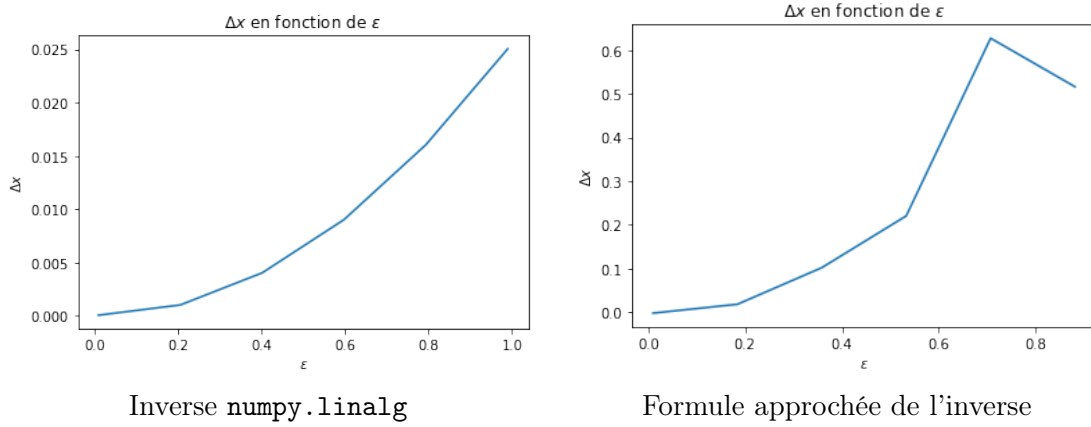 Δx en fonction de ε
0.025
0.020
0.015
0.010
0.005
0.000
Δx
0.0 0.2 0.4 0.6 0.8 1.0
ε
Inverse numpy.linalg
Δx en fonction de ε
0.6
0.5
0.4
0.3
0.2
0.1
0.0
Δx
0.0 0.2 0.4 0.6 0.8
ε
Formule approchée de l'inverse